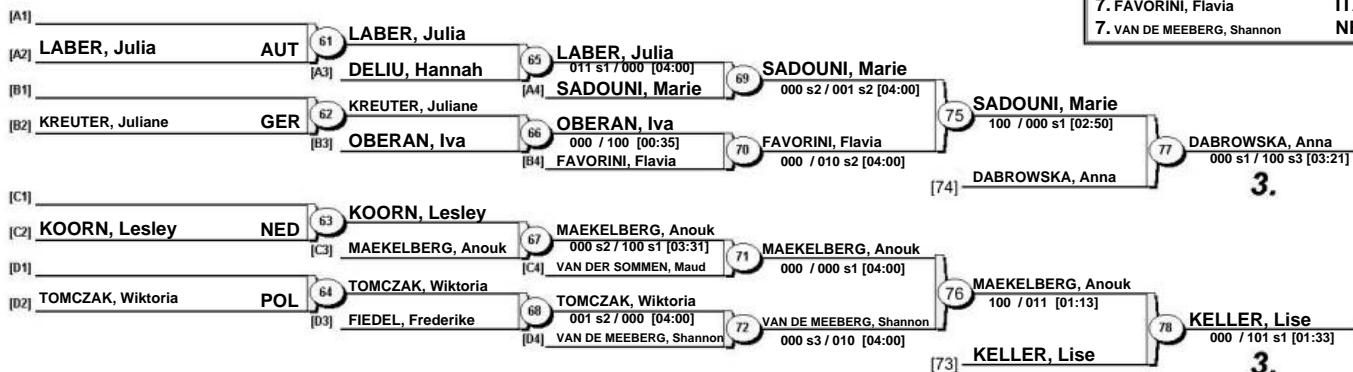 7. FAVORINI, Flavia
7. VAN DE MEEBERG, Shannon
[A1]
[A2] LABER, Julia AUT
61
LABER, Julia
[A3] DELIU, Hannah
65
LABER, Julia
011 s1 / 000 [04:00]
[A4] SADOUNI, Marie
69
SADOUNI, Marie
000 s2 / 001 s2 [04:00]
[B1]
[B2] KREUTER, Juliane GER
62
KREUTER, Juliane
[B3] OBERAN, Iva
66
OBERAN, Iva
000 / 100 [00:35]
[B4] FAVORINI, Flavia
70
FAVORINI, Flavia
000 / 010 s2 [04:00]
75
SADOUNI, Marie
100 / 000 s1 [02:50]
[74] DABROWSKA, Anna
77
DABROWSKA, Anna
000 s1 / 100 s3 [03:21]
3.
[C1]
[C2] KOORN, Lesley NED
63
KOORN, Lesley
[C3] MAEKELBERG, Anouk
67
MAEKELBERG, Anouk
000 s2 / 100 s1 [03:31]
[C4] VAN DER SOMMEN, Maud
71
MAEKELBERG, Anouk
000 / 000 s1 [04:00]
[D1]
[D2] TOMCZAK, Wiktoria POL
64
TOMCZAK, Wiktoria
[D3] FIEDEL, Frederike
68
TOMCZAK, Wiktoria
001 s2 / 000 [04:00]
[D4] VAN DE MEEBERG, Shannon
72
VAN DE MEEBERG, Shannon
000 s3 / 010 [04:00]
76
MAEKELBERG, Anouk
100 / 011 [01:13]
[73] KELLER, Lise
78
KELLER, Lise
000 / 101 s1 [01:33]
3.